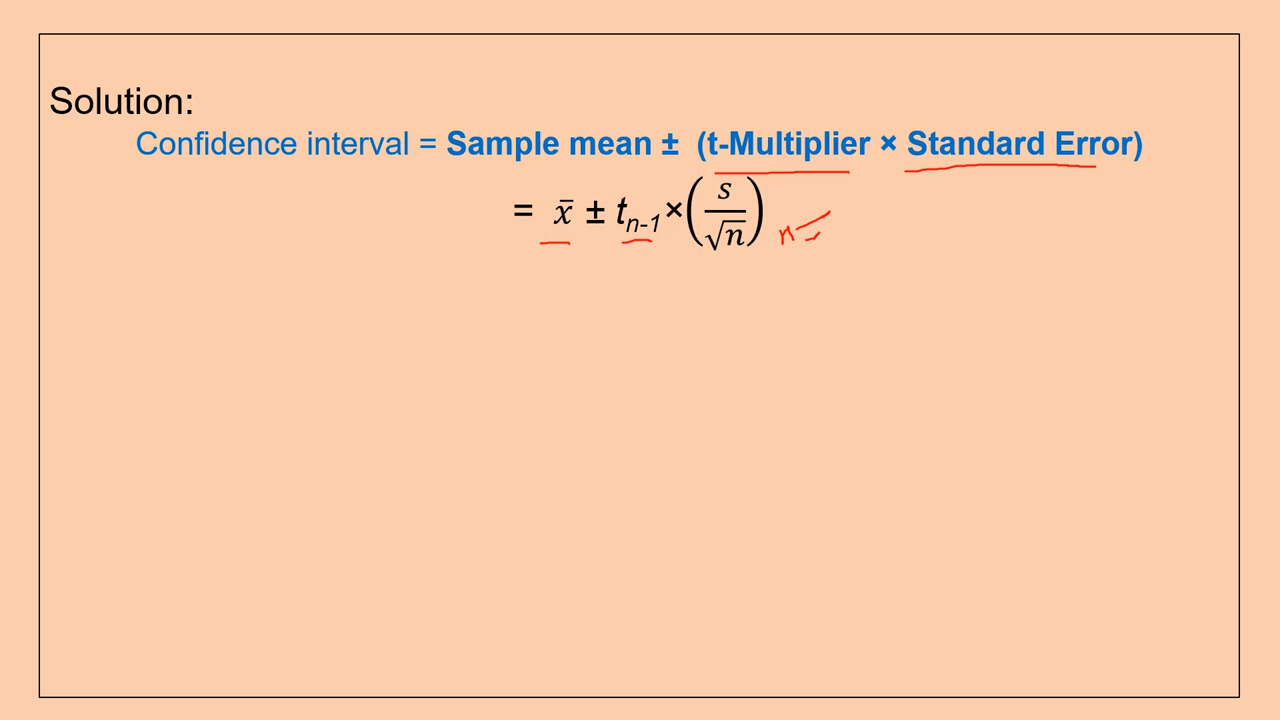 Solution:
Confidence interval = Sample mean ± (t-Multiplier × Standard Error)
= x̄ ± tₙ₋₁ × (s/√n) n=